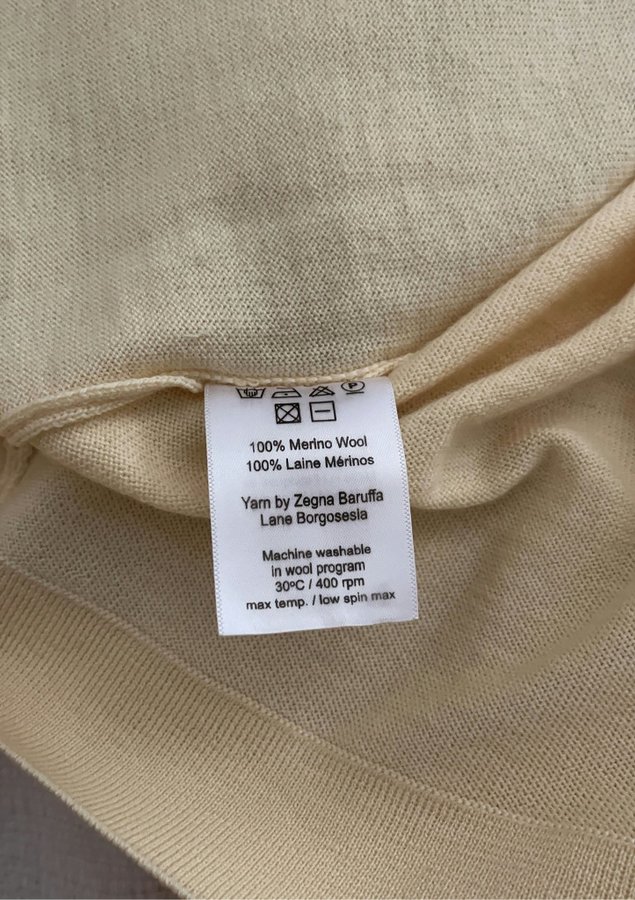 100% Merino Wool
100% Laine Mérinos
Yarn by Zegna Baruffa
Lane Borgosesia
Machine washable
in wool program
30ºC / 400 rpm
max temp. / low spin max